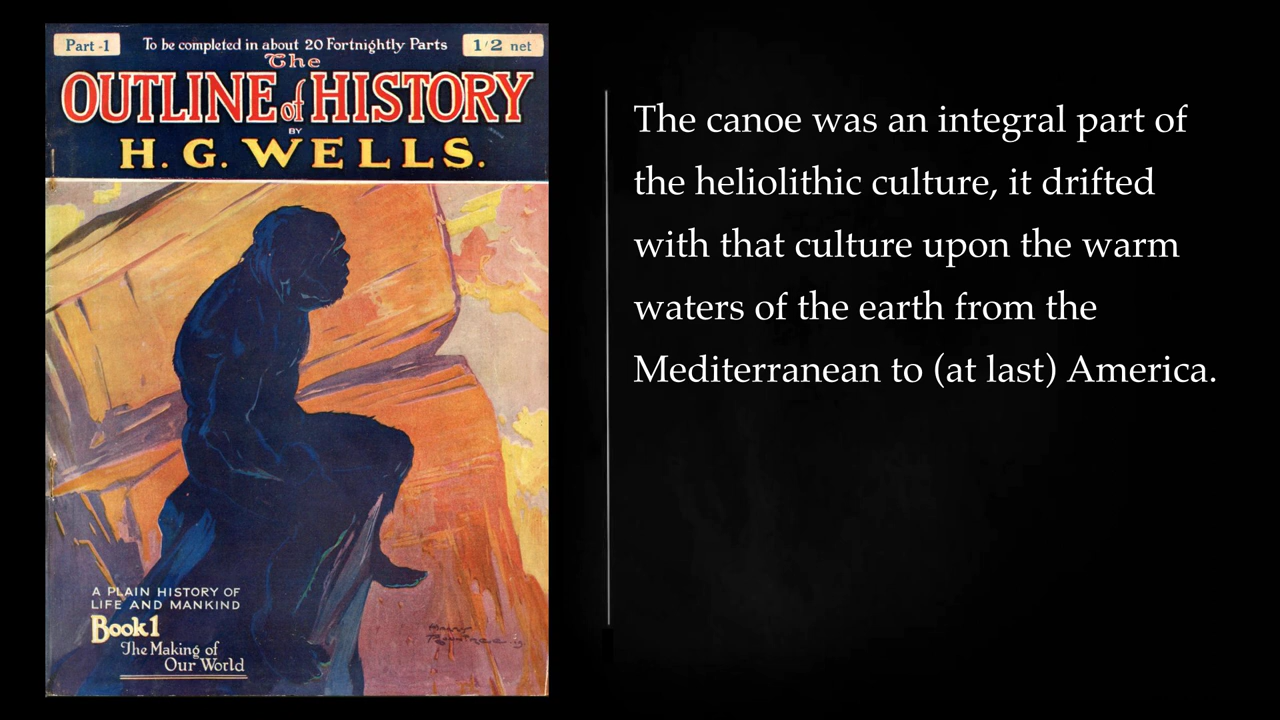 Part -1
To be completed in about 20 Fortnightly Parts
1/2 net
The
OUTLINE of HISTORY
BY
H. G. WELLS.
A PLAIN HISTORY OF
LIFE AND MANKIND
Book 1
The Making of
Our World
The canoe was an integral part of
the heliolithic culture, it drifted
with that culture upon the warm
waters of the earth from the
Mediterranean to (at last) America.